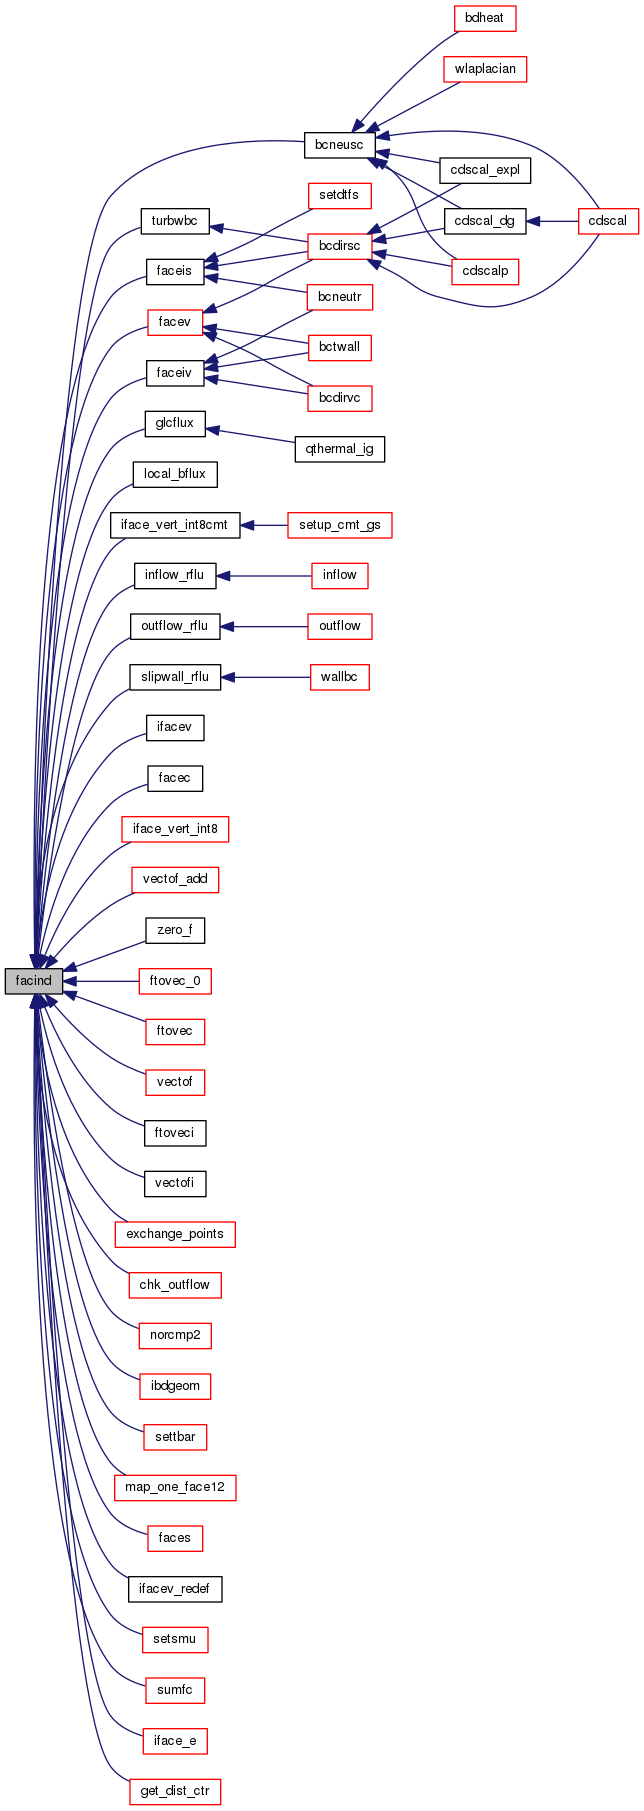 bdheat
wlaplacian
bcneusc
cdscal_expl
setdtfs
turbwbc
cdscal_dg
cdscal
bcdirsc
faceis
cdscalp
bcneutr
facev
bctwall
faceiv
bcdirvc
glcflux
qthermal_ig
local_bflux
iface_vert_int8cmt
setup_cmt_gs
inflow_rflu
inflow
outflow_rflu
outflow
slipwall_rflu
wallbc
ifacev
facec
iface_vert_int8
vectof_add
zero_f
facind
ftovec_0
ftovec
vectof
ftoveci
vectofi
exchange_points
chk_outflow
norcmp2
ibdgeom
settbar
map_one_face12
faces
ifacev_redef
setsmu
sumfc
iface_e
get_dist_ctr